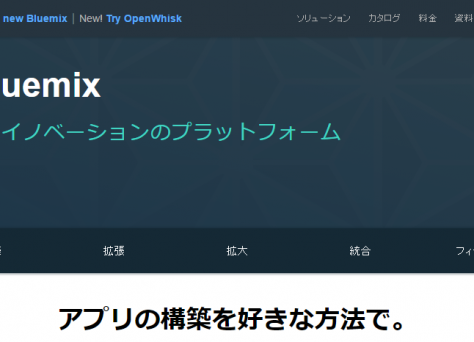 new Bluemix | New! Try OpenWhisk ソリューション カタログ 料金 資料
uemix
イノベーションのプラットフォーム
拡張 拡大 統合 フィ
アプリの構築を好きな方法で。